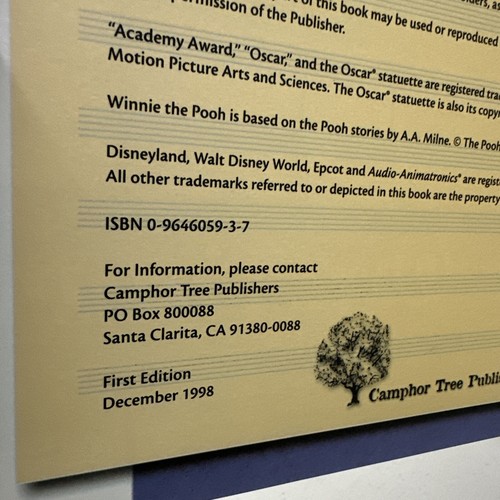 of this book may be used or reproduced
of the Publisher.
“Academy Award,” “Oscar,” and the Oscar® statuette are registered
Motion Picture Arts and Sciences. The Oscar® statuette is also its
Winnie the Pooh is based on the Pooh stories by A.A. Milne. © The Pooh
Disneyland, Walt Disney World, Epcot and Audio-Animatronics® are
All other trademarks referred to or depicted in this book are the property
ISBN 0-9646059-3-7
For Information, please contact
Camphor Tree Publishers
PO Box 800088
Santa Clarita, CA 91380-0088
First Edition
December 1998
Camphor Tree